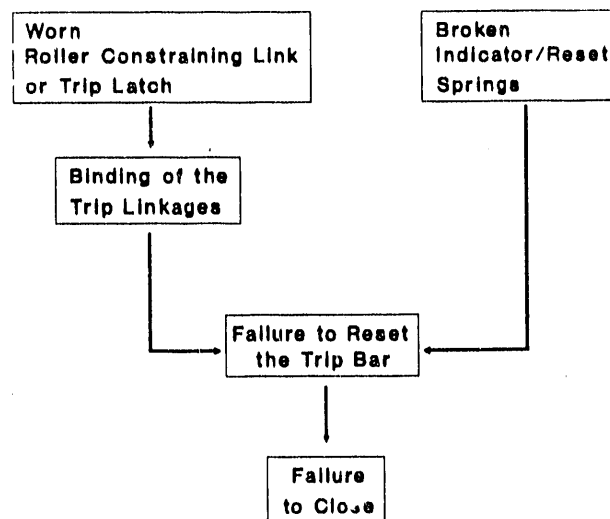 Worn
Roller Constraining Link
or Trip Latch
Broken
Indicator/Reset
Springs
Binding of the
Trip Linkages
Failure to Reset
the Trip Bar
Failure
to Close